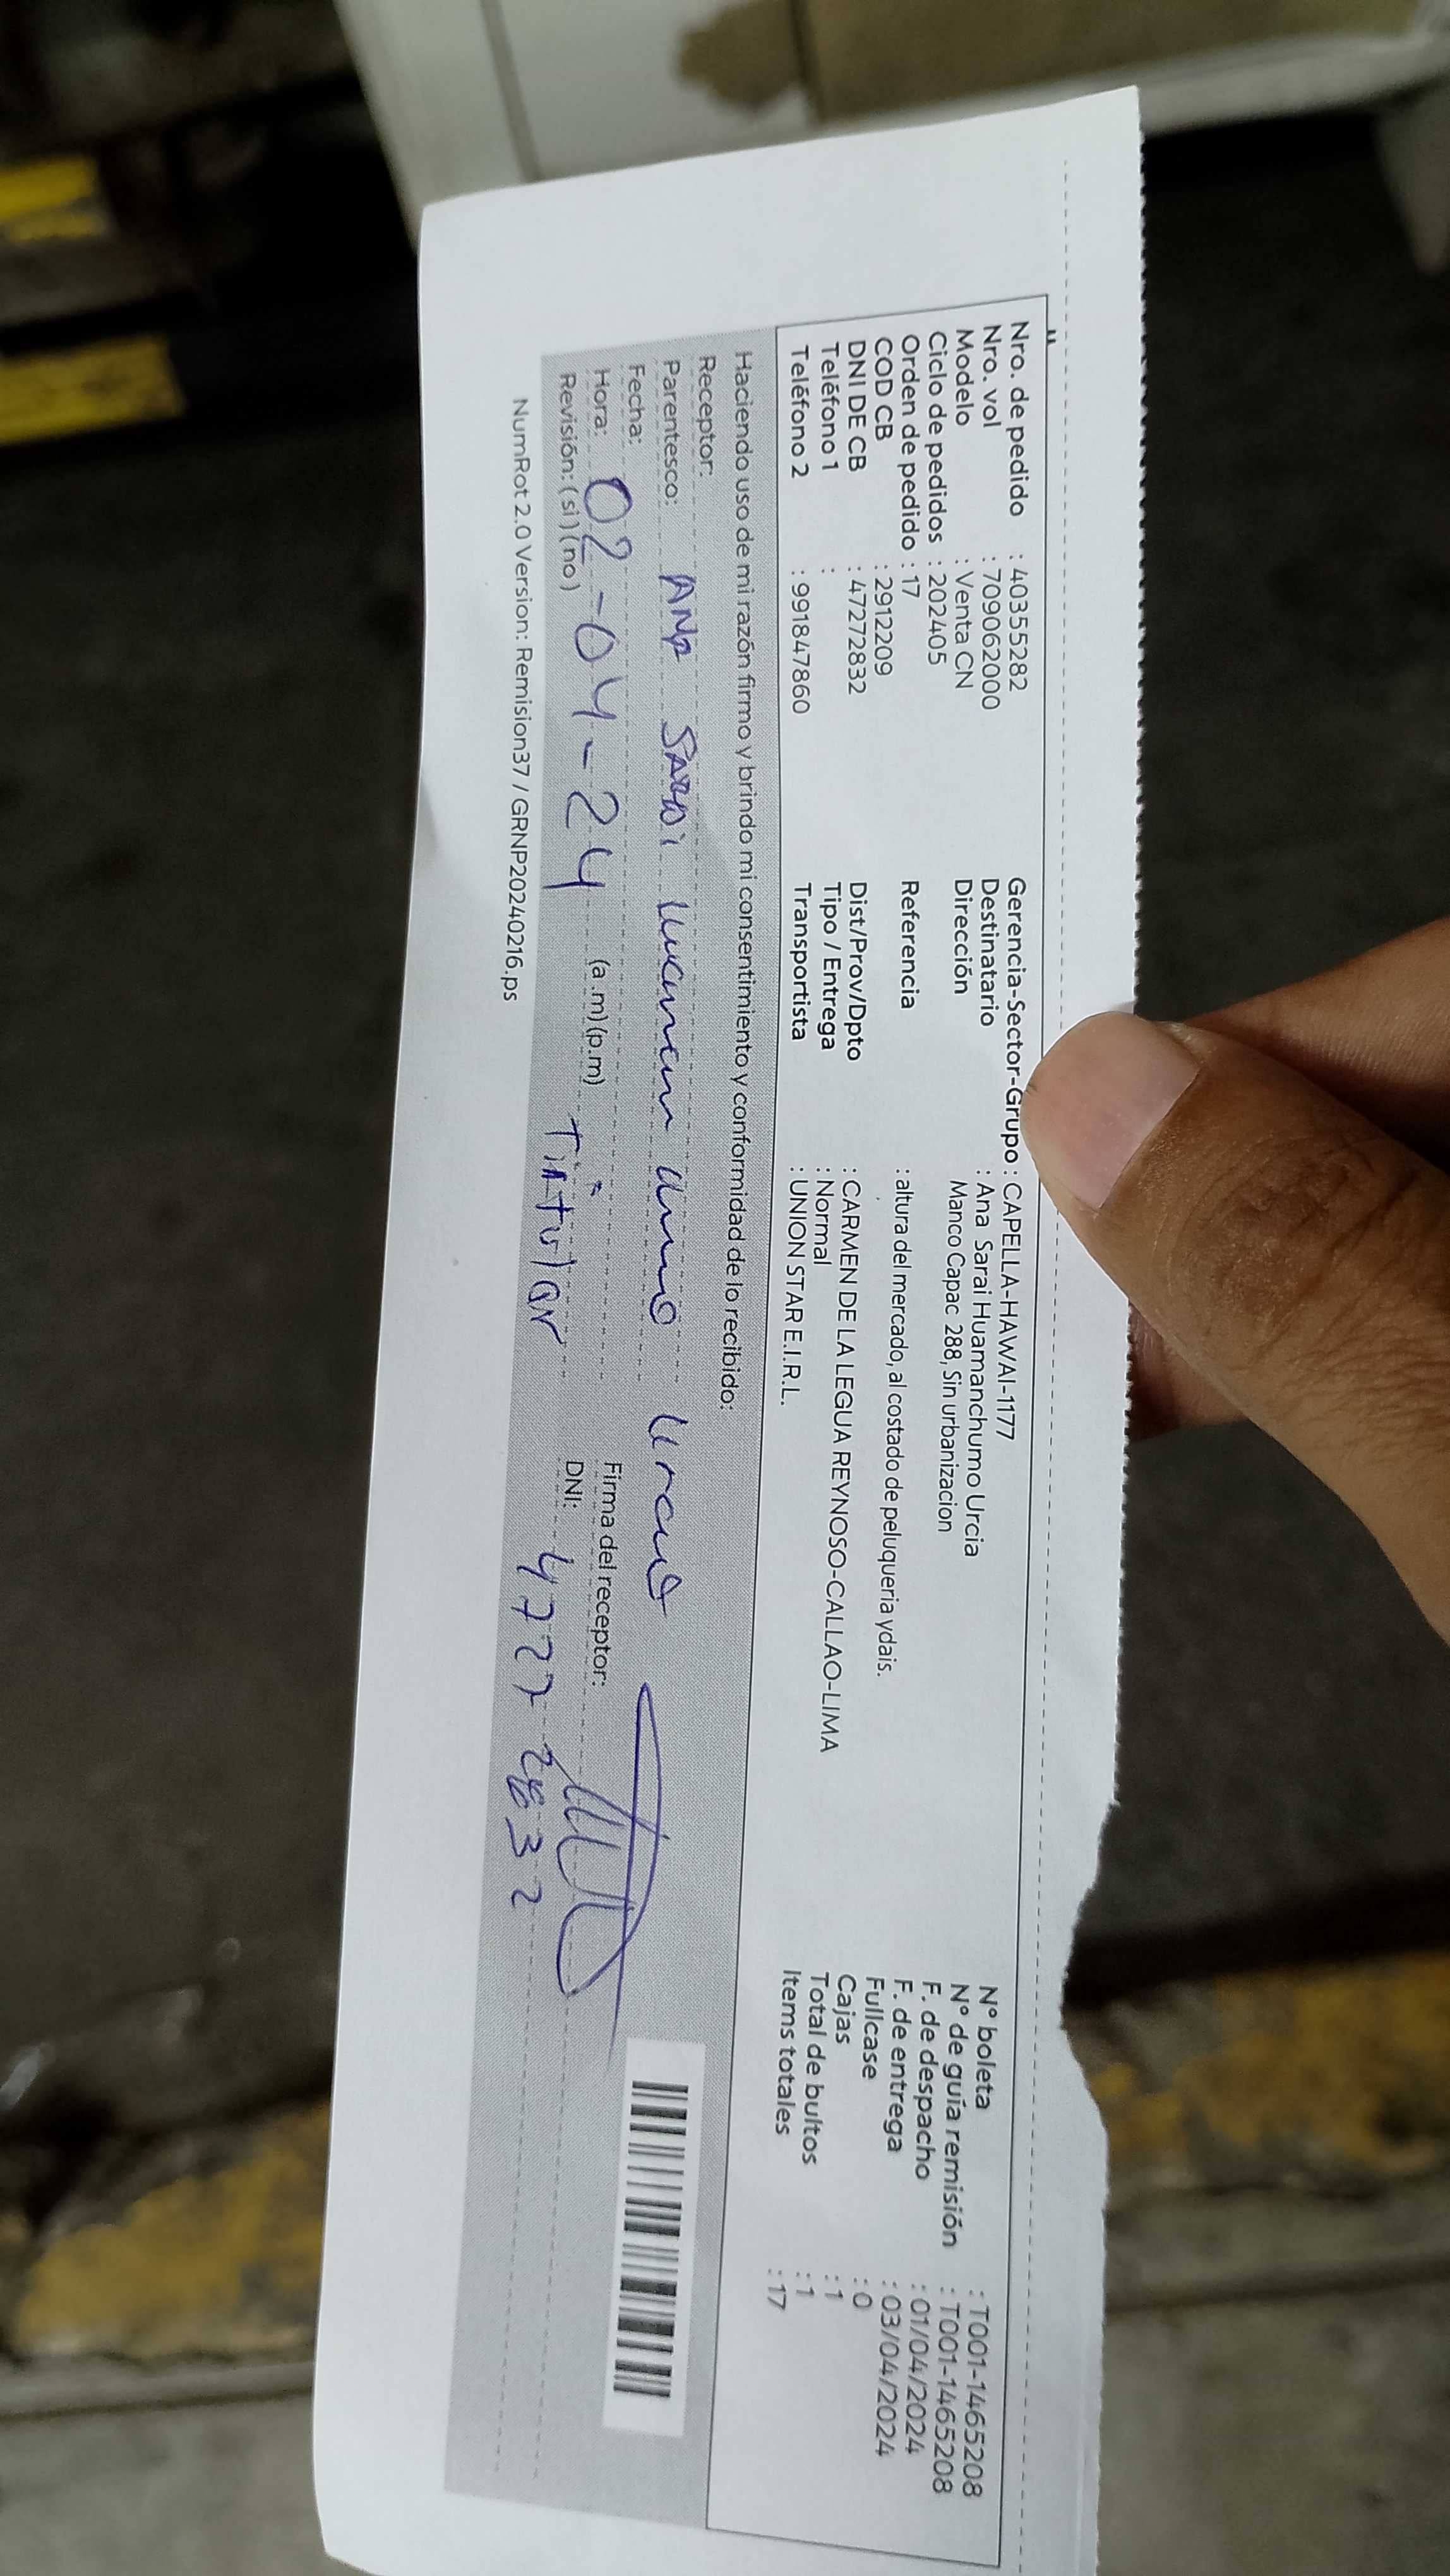 Nro. de pedido : 40355282
Nro. vol : 709062000
Modelo : Venta CN
Ciclo de pedidos : 202405
Orden de pedido : 17
COD CB : 2912209
DNI DE CB : 47272832
Teléfono 1 :
Teléfono 2 : 991847860
Gerencia-Sector-Grupo : CAPELLA-HAWAI-1177
Destinatario : Ana Sarai Huamanchumo Urcia
Dirección Manco Capac 288, Sin urbanizacion
Referencia : altura del mercado, al costado de peluqueria ydais.
Dist/Prov/Dpto : CARMEN DE LA LEGUA REYNOSO-CALLAO-LIMA
Tipo / Entrega : Normal
Transportista : UNION STAR E.I.R.L.
N° boleta : T001-1465208
N° de guía remisión : T001-1465208
F. de despacho : 01/04/2024
F. de entrega : 03/04/2024
Fullcase : 0
Cajas : 1
Total de bultos : 1
Items totales : 17
Haciendo uso de mi razón firmo y brindo mi consentimiento y conformidad de lo recibido:
Receptor:
Parentesco: ANA SARAI
Fecha:
Hora: 02-04-24 (a.m)(p.m)
Firma del receptor:
Revisión: (si) (no)
DNI: 47272832
NumRot 2.0 Version: Remision37 / GRNP20240216.ps